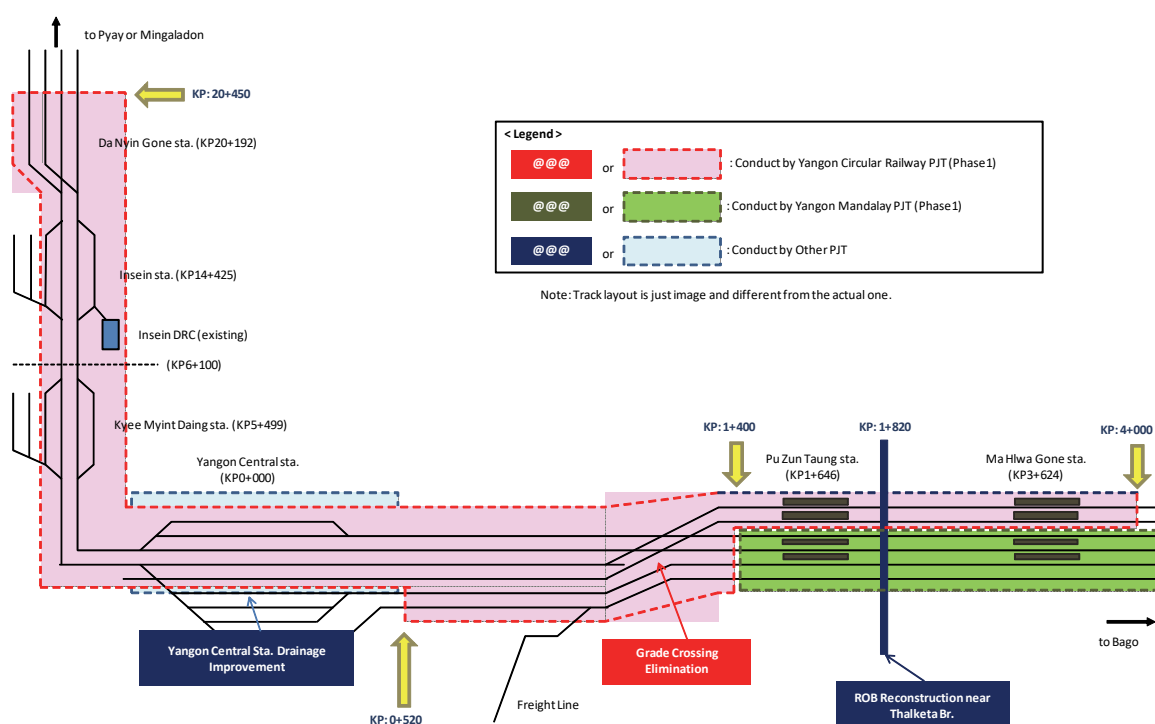 to Pyay or Mingaladon
KP: 20+450
Da Nyin Gone sta. (KP20+192)
< Legend >
@@@ or : Conduct by Yangon Circular Railway PJT (Phase1)
@@@ or : Conduct by Yangon Mandalay PJT (Phase1)
@@@ or : Conduct by Other PJT
Note: Track layout is just image and different from the actual one.
Insein sta. (KP14+425)
Insein DRC (existing)
(KP6+100)
Kyee Myint Daing sta. (KP5+499)
Yangon Central sta.
(KP0+000)
KP: 1+400
KP: 1+820
KP: 4+000
Pu Zun Taung sta.
(KP1+646)
Ma Hlwa Gone sta.
(KP3+624)
Yangon Central Sta. Drainage
Improvement
Grade Crossing
Elimination
to Bago
KP: 0+520
Freight Line
ROB Reconstruction near
Thalketa Br.